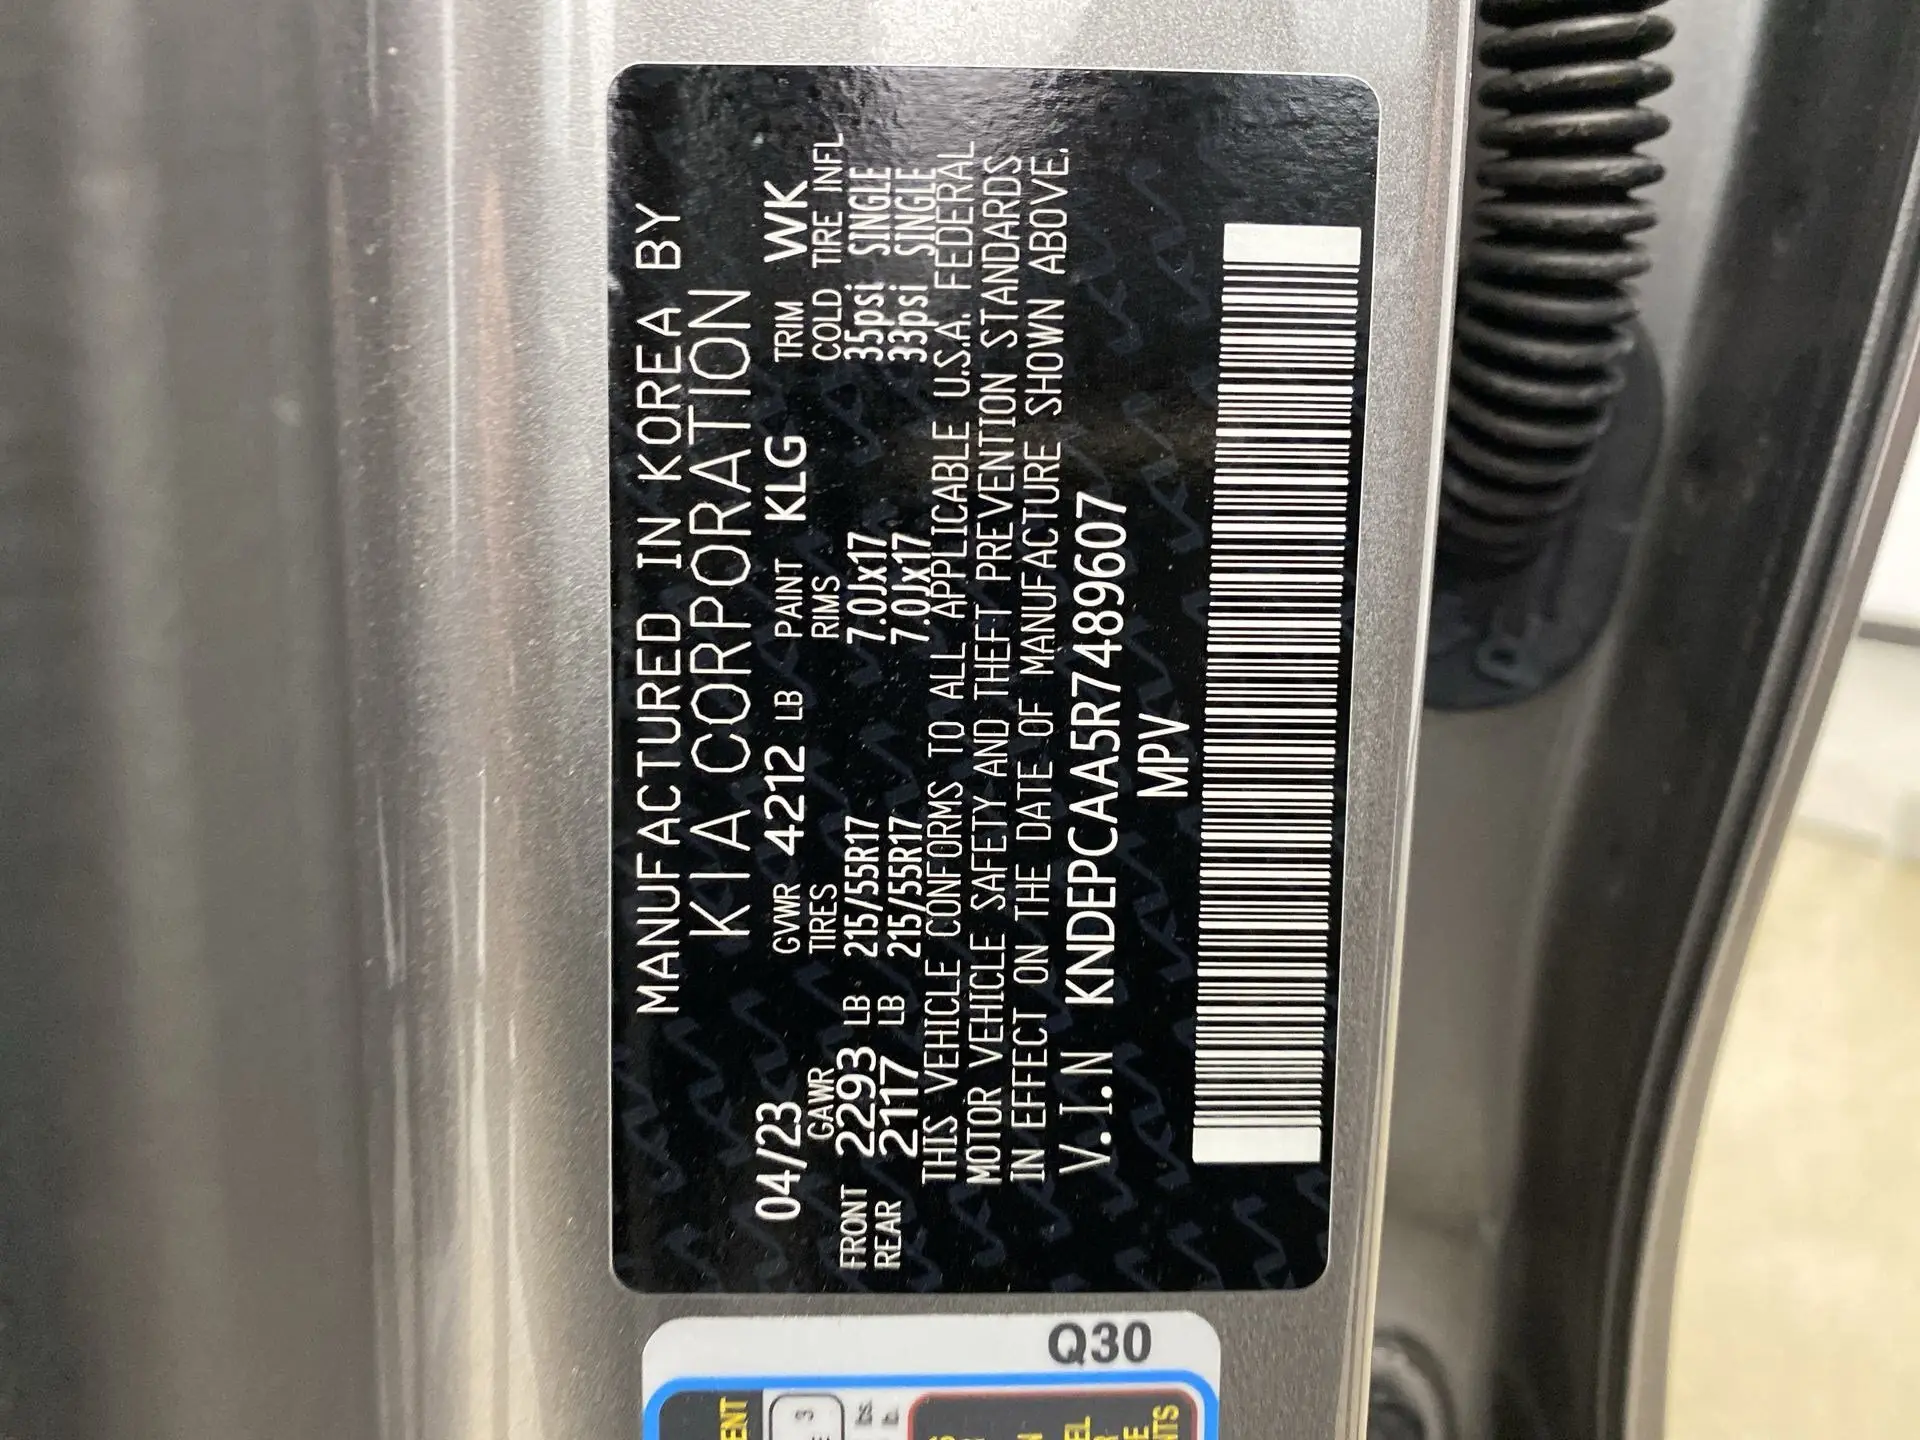 MANUFACTURED IN KOREA BY
KIA CORPORATION
04/23 GVWR 4212 LB PAINT KLG TRIM WK
GAWR TIRES RIMS COLD TIRE INFL
FRONT 2293 LB 215/55R17 7.0Jx17 35psi SINGLE
REAR 2117 LB 215/55R17 7.0Jx17 33psi SINGLE
THIS VEHICLE CONFORMS TO ALL APPLICABLE U.S.A. FEDERAL
MOTOR VEHICLE SAFETY AND THEFT PREVENTION STANDARDS
IN EFFECT ON THE DATE OF MANUFACTURE SHOWN ABOVE.
V.I.N KNDEPCAA5R7489607
MPV
Q30